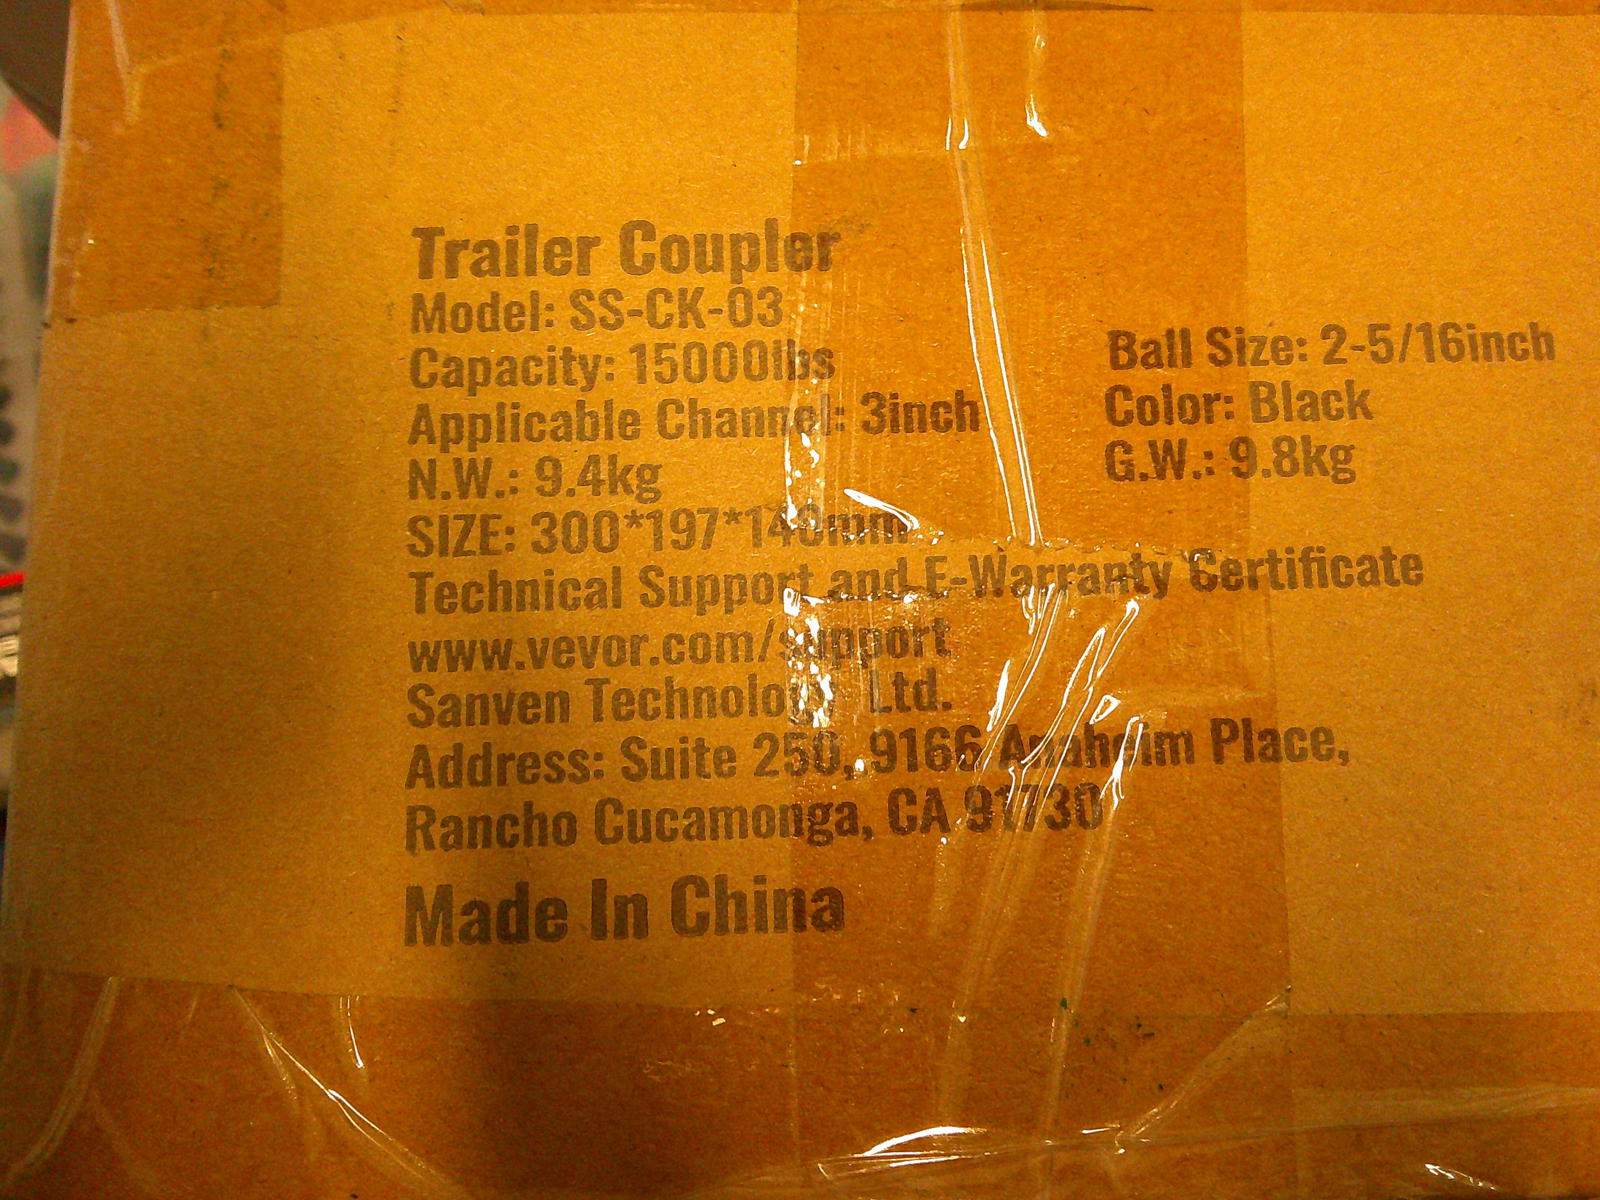 Trailer Coupler
Model: SS-CK-03
Capacity: 15000lbs
Ball Size: 2-5/16inch
Applicable Channel: 3inch
Color: Black
N.W.: 9.4kg
G.W.: 9.8kg
SIZE: 300*197*140mm
Technical Support and E-Warranty Certificate
www.vevor.com/support
Sanven Technology Ltd.
Address: Suite 250, 9166 Anaheim Place,
Rancho Cucamonga, CA 91730
Made In China